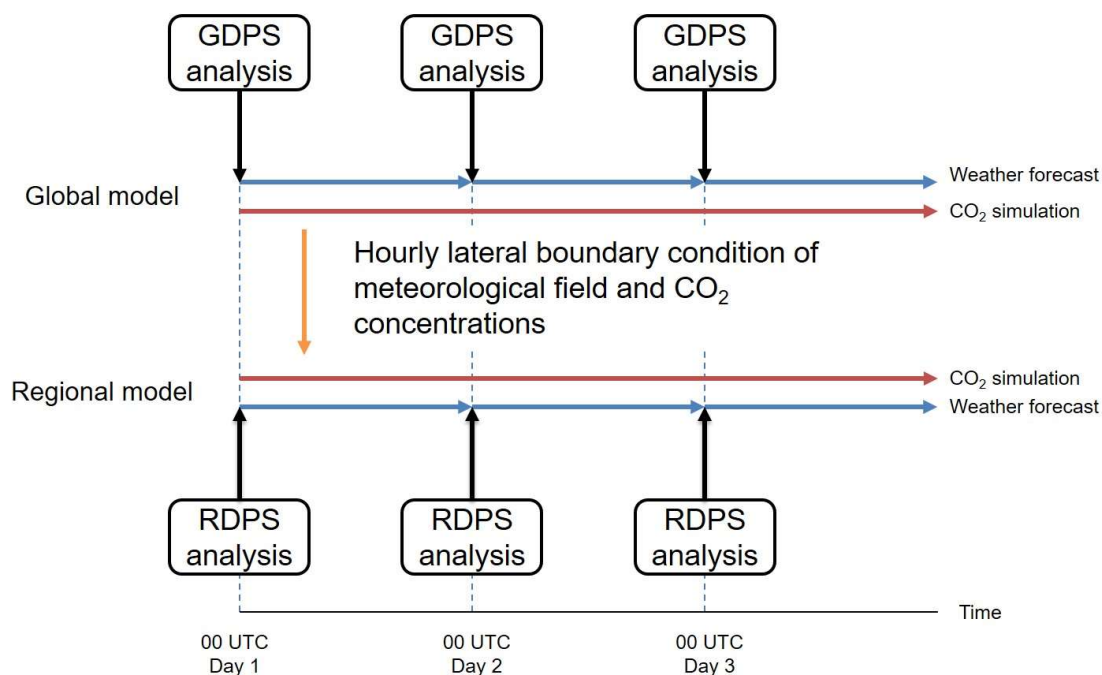 GDPS
analysis
GDPS
analysis
GDPS
analysis
Global model
Weather forecast
CO₂ simulation
Hourly lateral boundary condition of
meteorological field and CO₂
concentrations
Regional model
CO₂ simulation
Weather forecast
RDPS
analysis
RDPS
analysis
RDPS
analysis
Time
00 UTC
Day 1
00 UTC
Day 2
00 UTC
Day 3